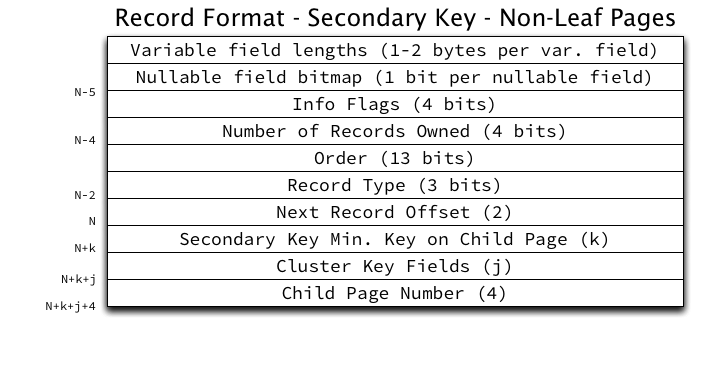 Record Format - Secondary Key - Non-Leaf Pages
Variable field lengths (1-2 bytes per var. field)
Nullable field bitmap (1 bit per nullable field)
N-5
Info Flags (4 bits)
Number of Records Owned (4 bits)
N-4
Order (13 bits)
Record Type (3 bits)
N-2
Next Record Offset (2)
N
Secondary Key Min. Key on Child Page (k)
N+k
Cluster Key Fields (j)
N+k+j
Child Page Number (4)
N+k+j+4